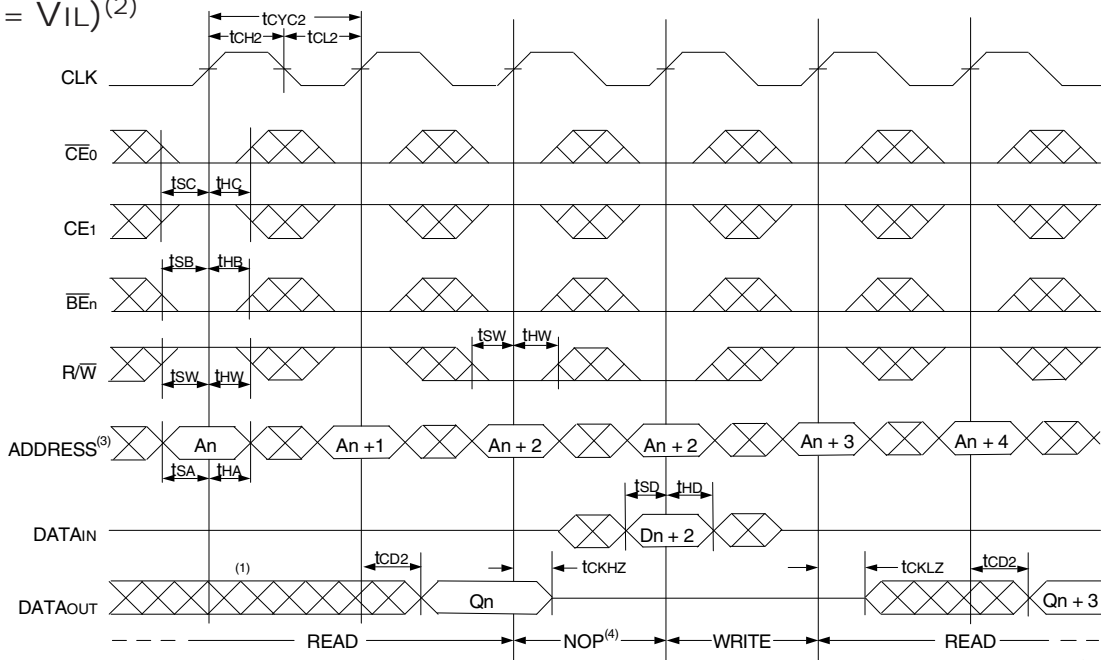 = VIL)(2)
tCYC2
tCH2 tCL2
CLK
CE0
tSC tHC
CE1
tSB tHB
BEn
tSW tHW
R/W
tSW tHW
ADDRESS(3) An An +1 An + 2 An + 2 An + 3 An + 4
tSA tHA
tSD tHD
DATAIN Dn + 2
(1) tCD2 tCKHZ tCKLZ tCD2
DATAOUT Qn Qn + 3
READ NOP(4) WRITE READ